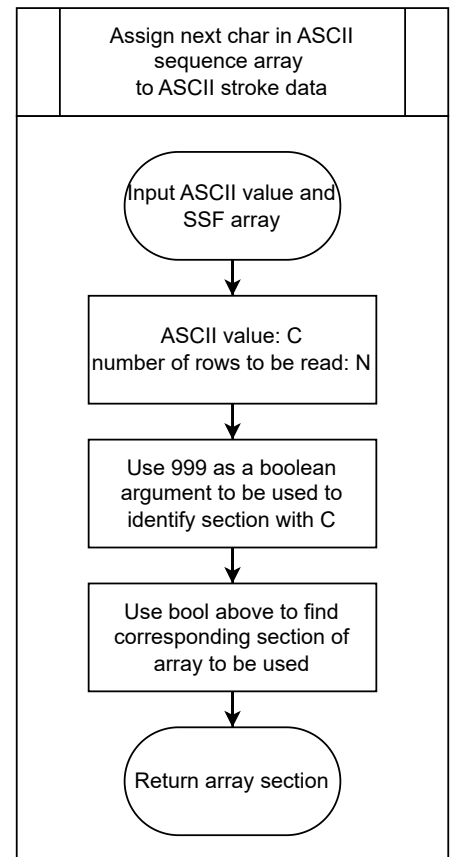 Assign next char in ASCII
sequence array
to ASCII stroke data
Input ASCII value and
SSF array
ASCII value: C
number of rows to be read: N
Use 999 as a boolean
argument to be used to
identify section with C
Use bool above to find
corresponding section of
array to be used
Return array section